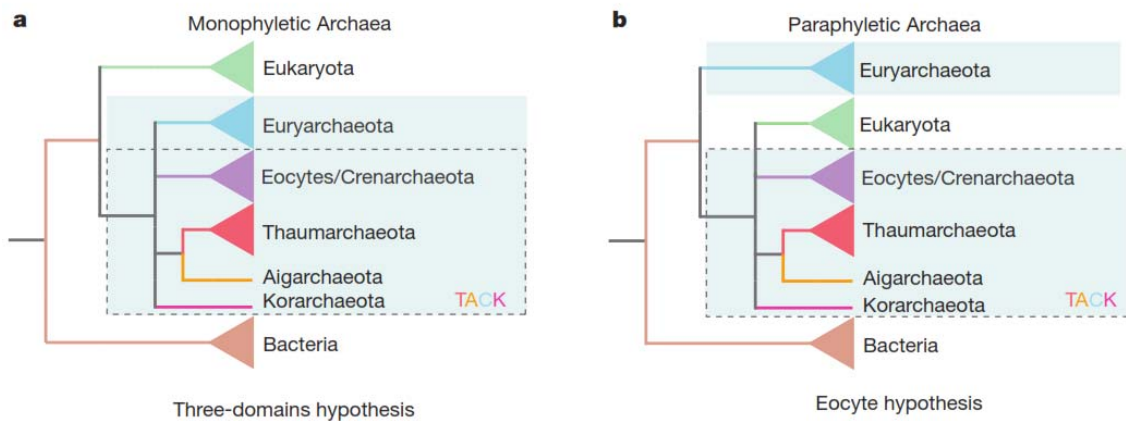 a
Monophyletic Archaea
Eukaryota
Euryarchaeota
Eocytes/Crenarchaeota
Thaumarchaeota
Aigarchaeota
Korarchaeota
TACK
Bacteria
Three-domains hypothesis
b
Paraphyletic Archaea
Euryarchaeota
Eukaryota
Eocytes/Crenarchaeota
Thaumarchaeota
Aigarchaeota
Korarchaeota
TACK
Bacteria
Eocyte hypothesis